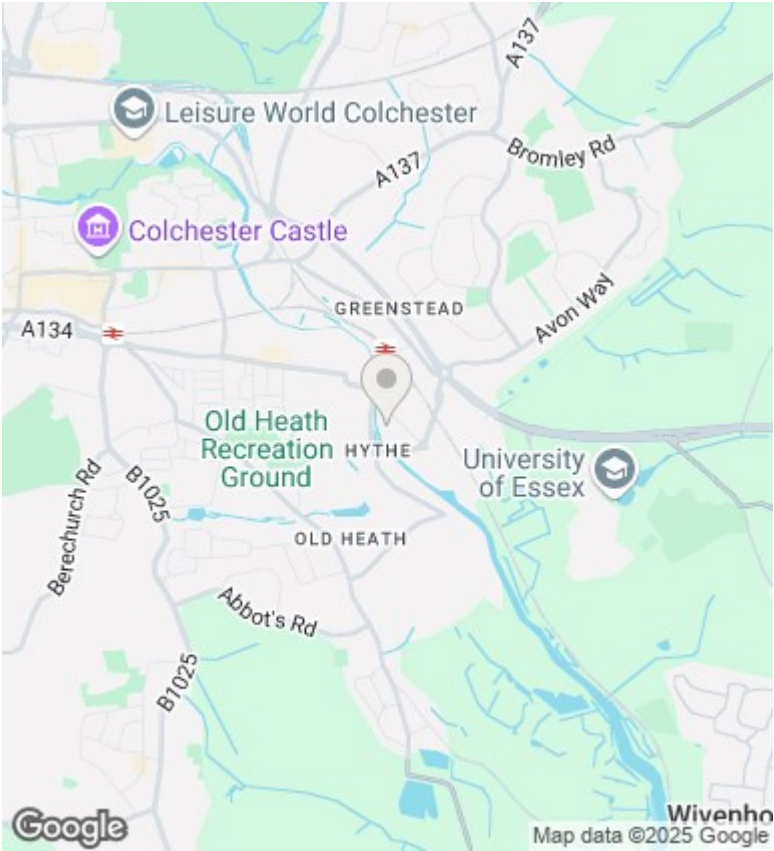 A137
Leisure World Colchester
Bromley Rd
A137
Colchester Castle
GREENSTEAD
Avon Way
A134
Old Heath
Recreation
Ground
HYTHE
University
of Essex
Berechurch Rd
B1025
OLD HEATH
Abbot's Rd
B1025
Wivenho
Google
Map data ©2025 Google